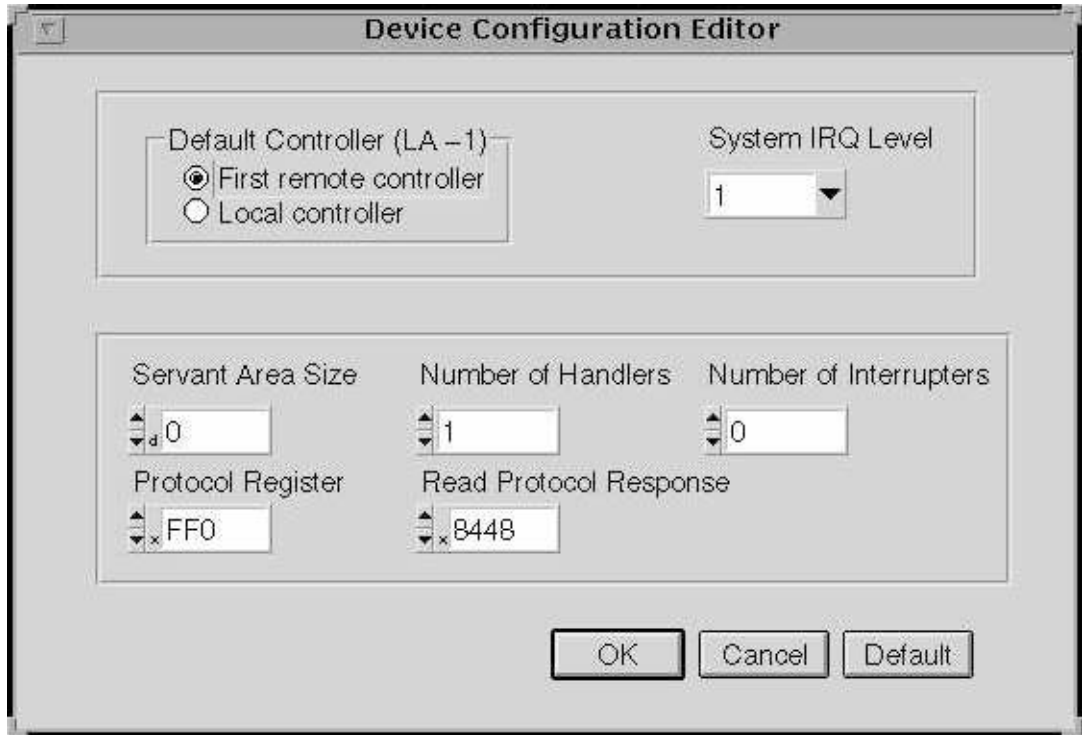 Device Configuration Editor
Default Controller (LA –1)
First remote controller
Local controller
System IRQ Level
1
Servant Area Size
Number of Handlers
Number of Interrupters
d 0
1
0
Protocol Register
Read Protocol Response
x FF0
x 8448
OK
Cancel
Default